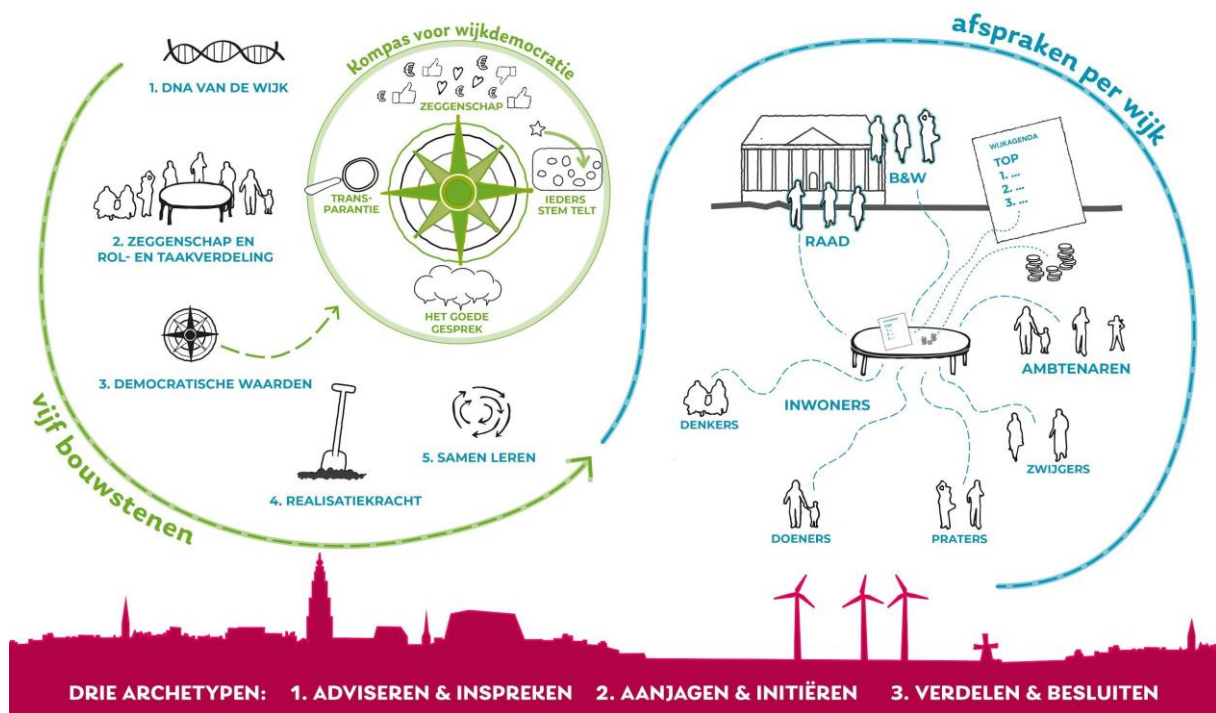 1. DNA VAN DE WIJK
2. ZEGGENSCHAP EN
ROL- EN TAAKVERDELING
3. DEMOCRATISCHE WAARDEN
4. REALISATIEKRACHT
5. SAMEN LEREN
vijf bouwstenen
Kompas voor wijkdemocratie
ZEGGENSCHAP
TRANS-
PARANTIE
IEDERS
STEM TELT
HET GOEDE
GESPREK
afspraken per wijk
B&W
RAAD
WIJKAGENDA
TOP
1. ...
2. ...
3. ...
AMBTENAREN
INWONERS
DENKERS
ZWIJGERS
DOENERS
PRATERS
DRIE ARCHETYPEN: 1. ADVISEREN & INSPREKEN 2. AANJAGEN & INITIËREN 3. VERDELEN & BESLUITEN